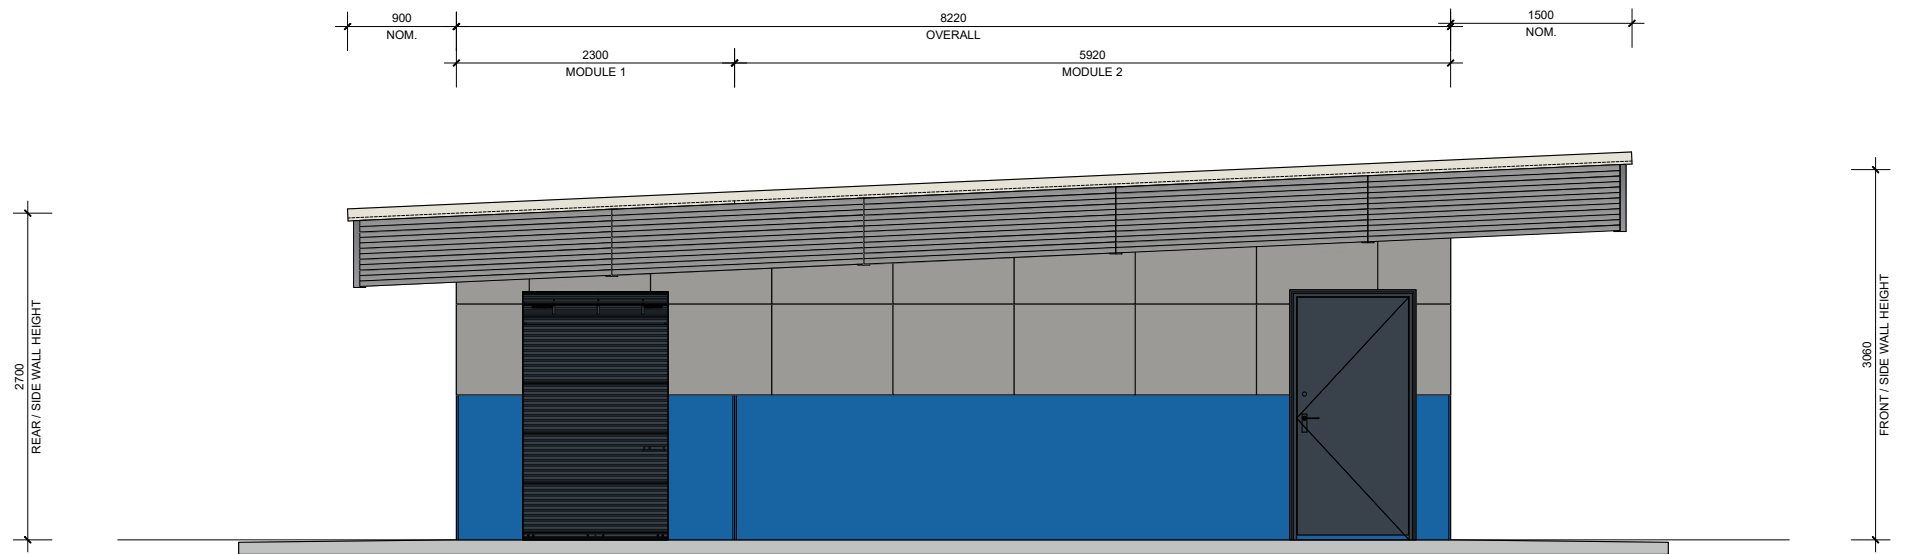 900
NOM.
8220
OVERALL
1500
NOM.
2300
MODULE 1
5920
MODULE 2
2700
REAR / SIDE WALL HEIGHT
3060
FRONT / SIDE WALL HEIGHT